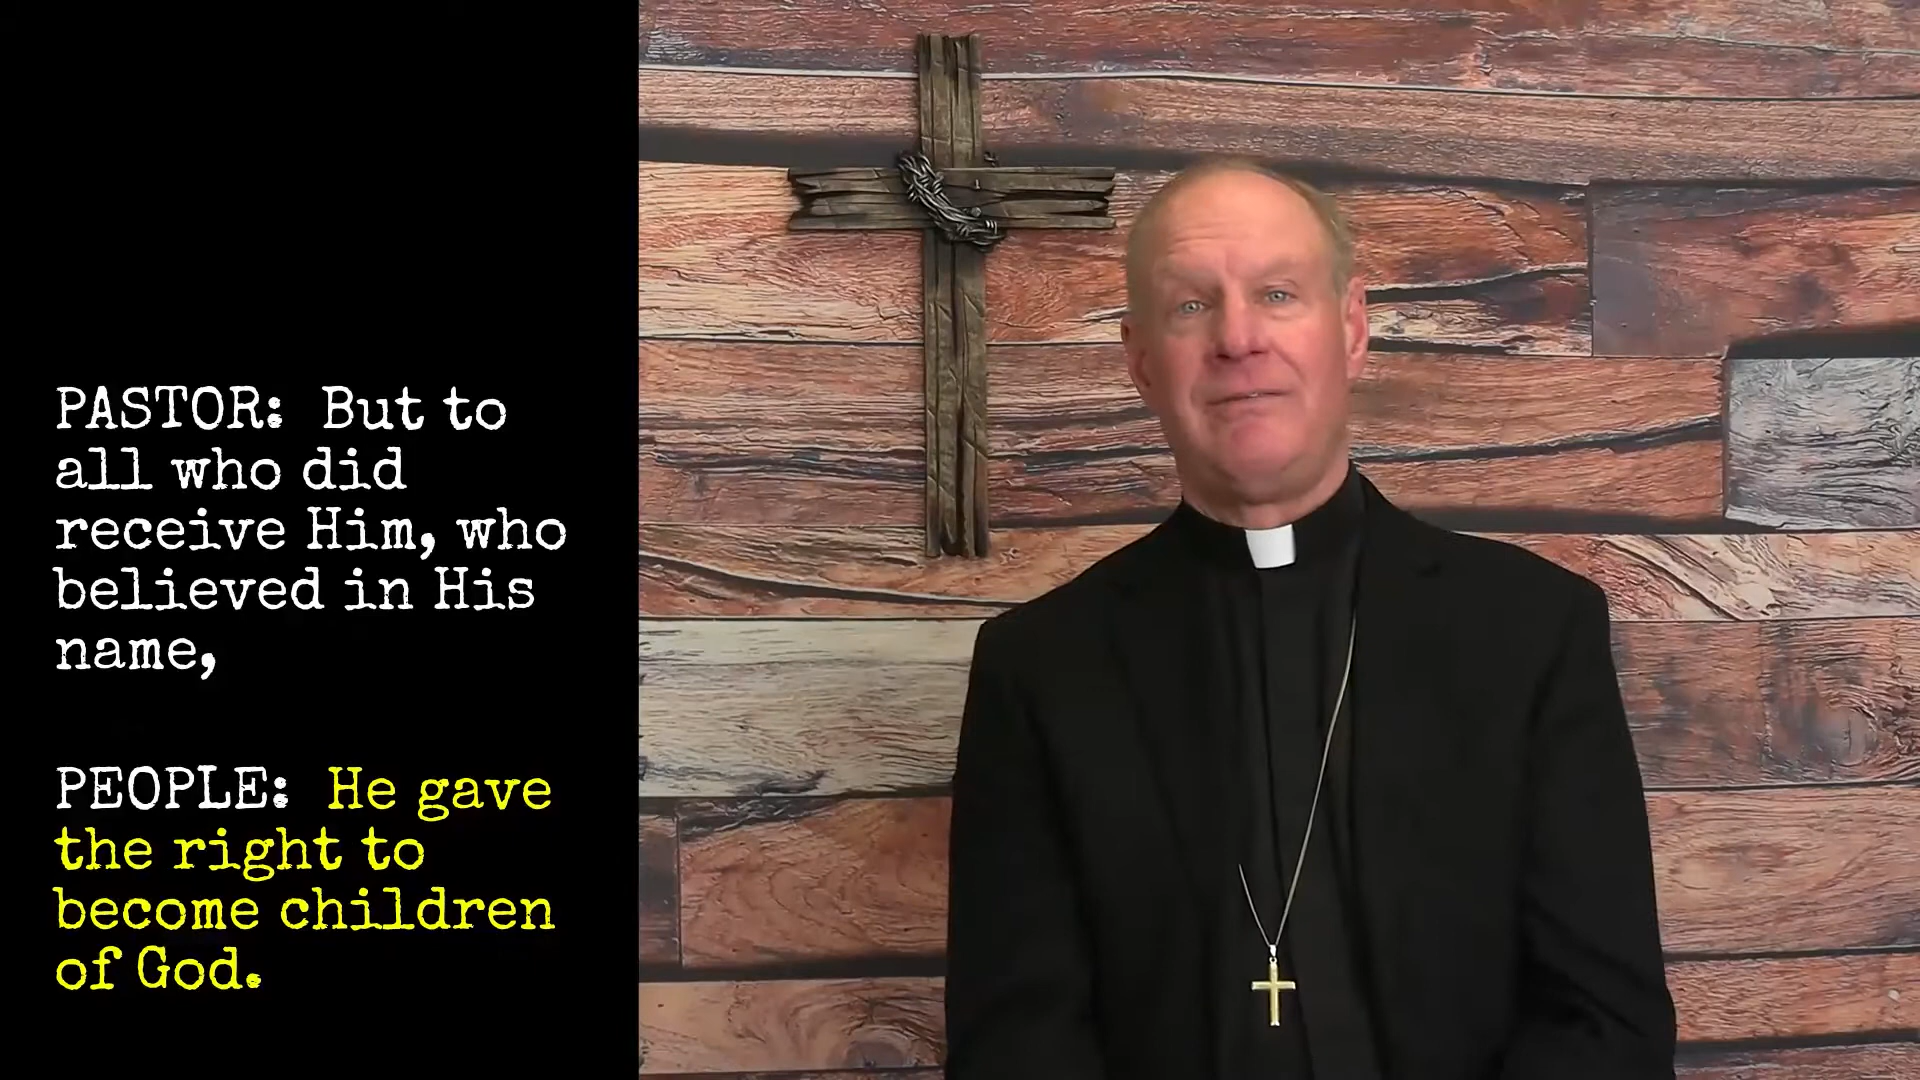 PASTOR: But to
all who did
receive Him, who
believed in His
name,
PEOPLE: He gave
the right to
become children
of God.